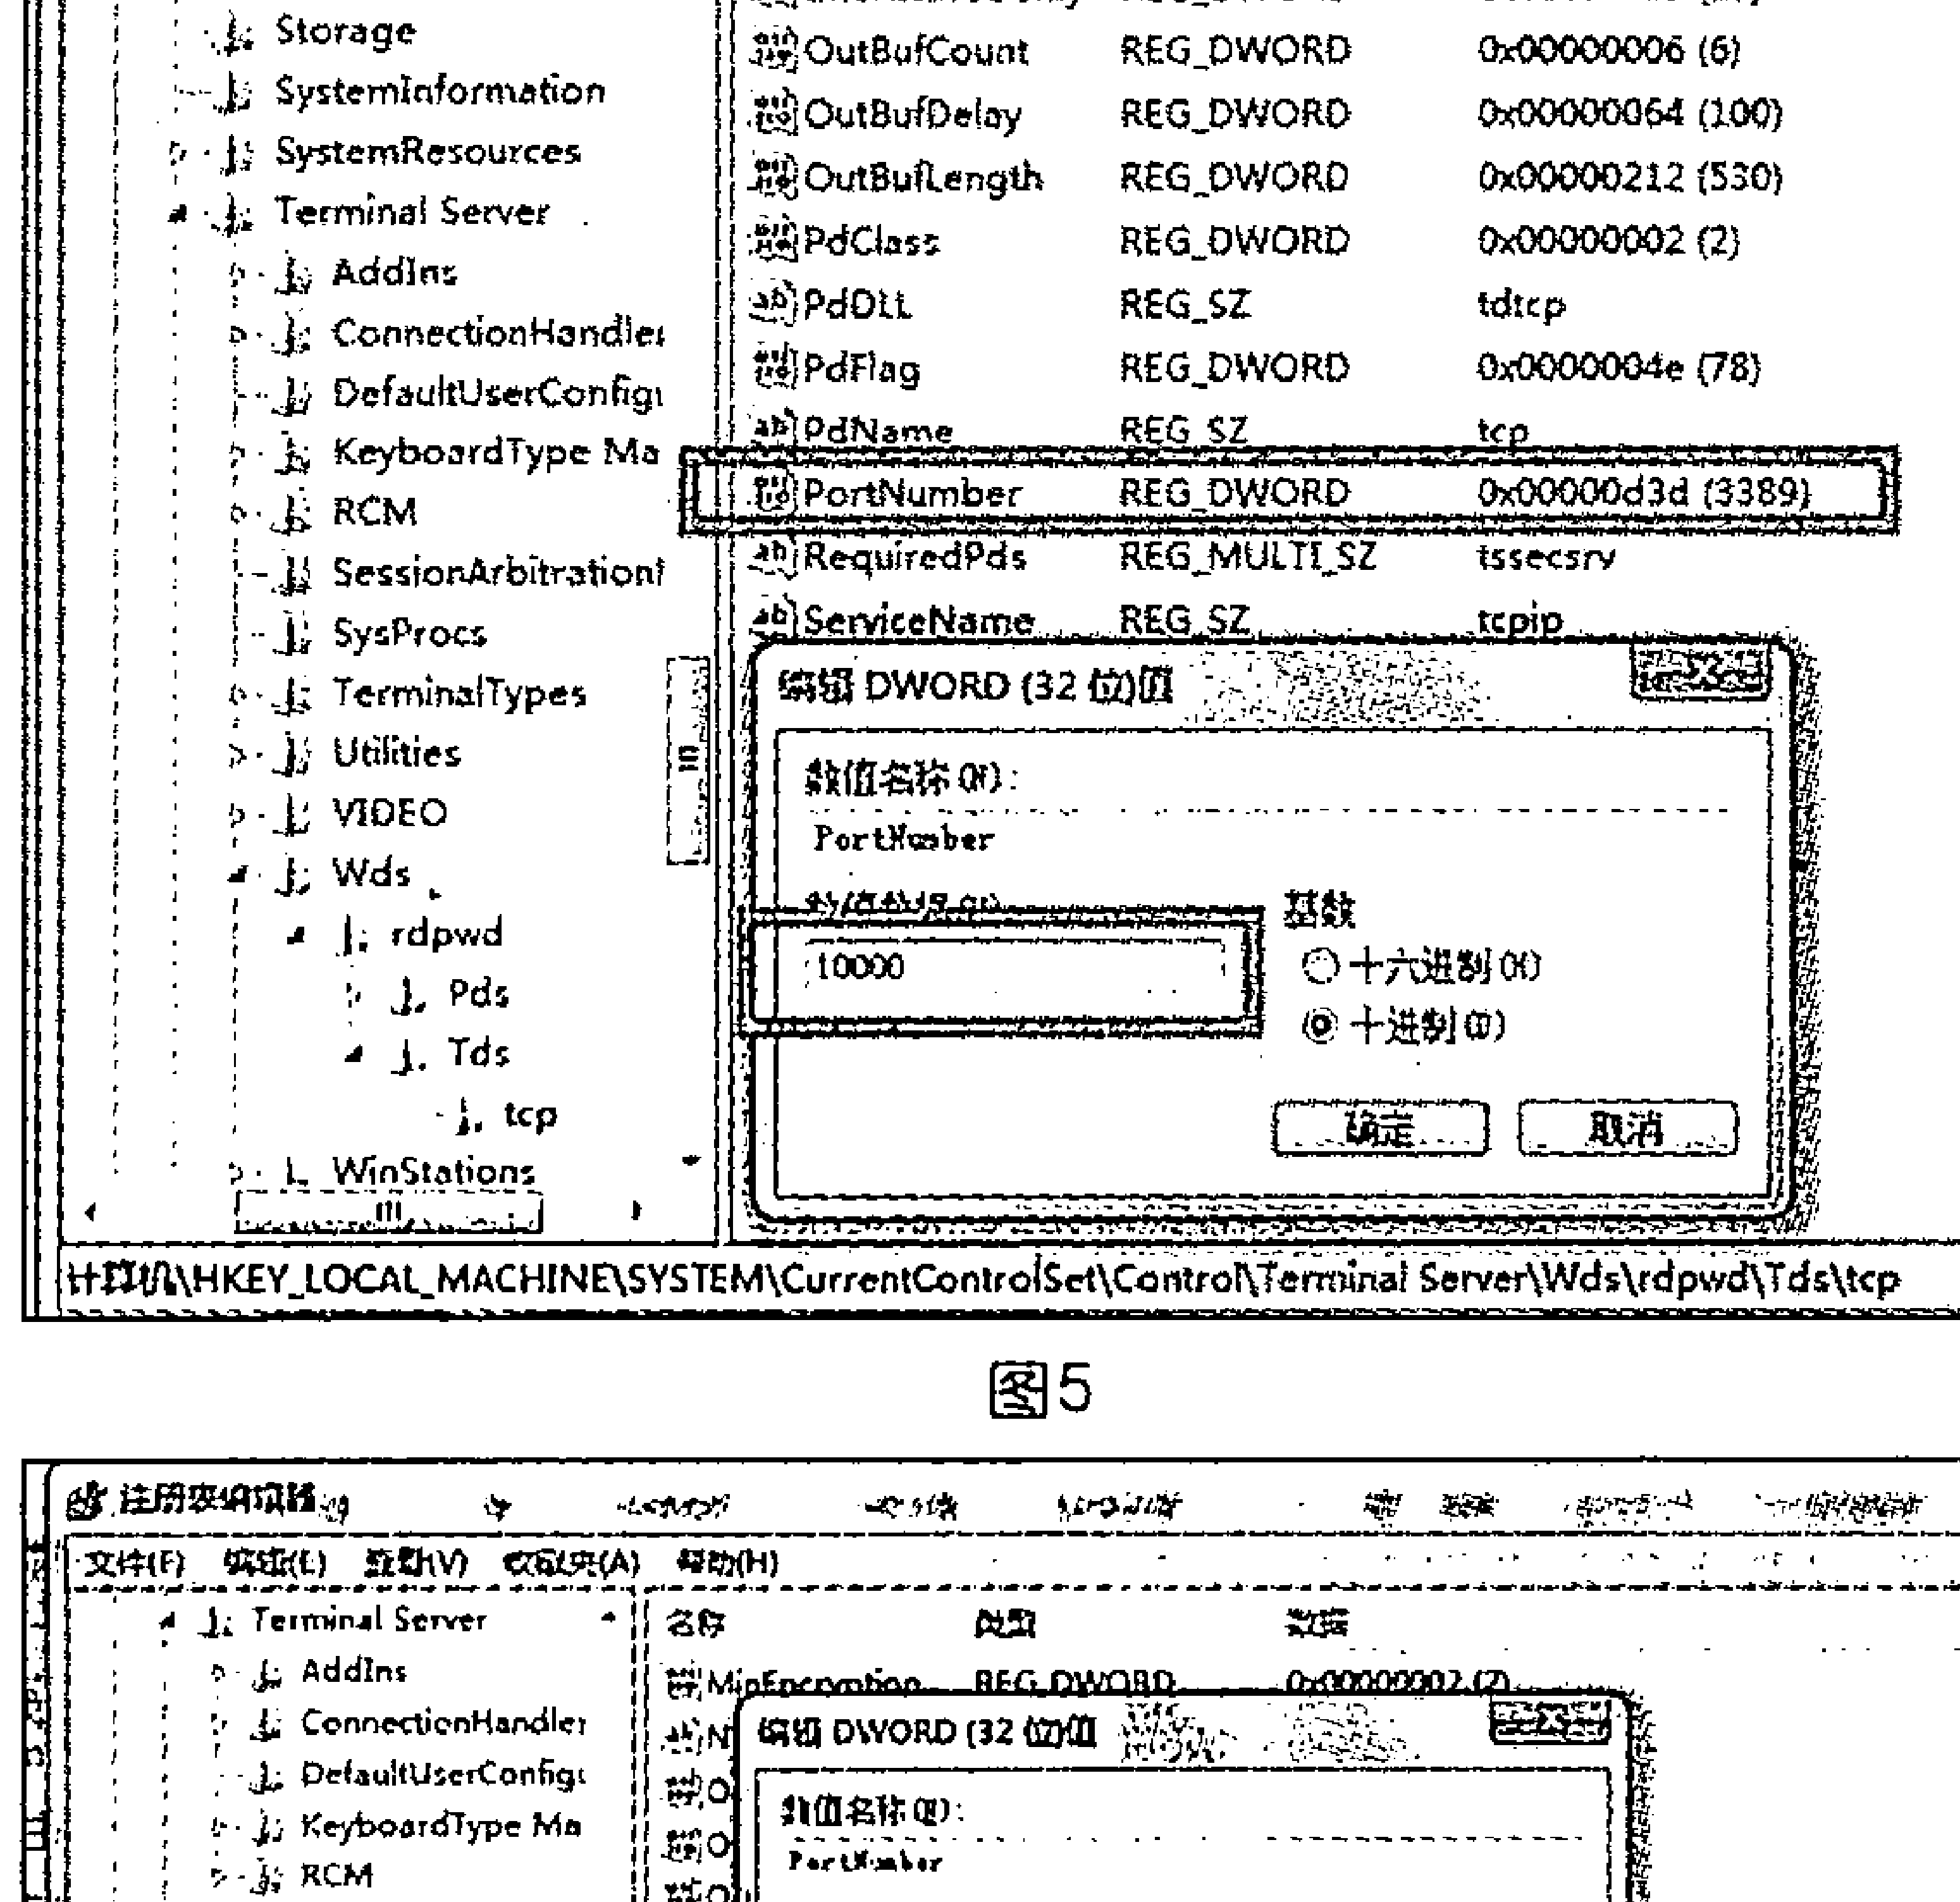 Storage
SystemInformation
SystemResources
Terminal Server
AddIns
ConnectionHandler
DefaultUserConfigu
KeyboardType Ma
RCM
SessionArbitrationH
SysProcs
TerminalTypes
Utilities
VIDEO
Wds
rdpwd
Pds
Tds
tcp
WinStations
OutBufCount REG_DWORD 0x00000006 (6)
OutBufDelay REG_DWORD 0x00000064 (100)
OutBufLength REG_DWORD 0x00000212 (530)
PdClass REG_DWORD 0x00000002 (2)
PdDLL REG_SZ tdtcp
PdFlag REG_DWORD 0x0000004e (78)
PdName REG_SZ tcp
PortNumber REG_DWORD 0x00000d3d (3389)
RequiredPds REG_MULTI_SZ tssecsrv
ServiceName REG_SZ tcpip
编辑 DWORD (32 位)值
数值名称(N):
PortNumber
数值数据(V):
10000
基数
十六进制(H)
十进制(D)
确定 取消
计算机\HKEY_LOCAL_MACHINE\SYSTEM\CurrentControlSet\Control\Terminal Server\Wds\rdpwd\Tds\tcp
图5
注册表编辑器
文件(F) 编辑(E) 查看(V) 收藏夹(A) 帮助(H)
Terminal Server
AddIns
ConnectionHandler
DefaultUserConfigu
KeyboardType Ma
RCM
名称 类型 数据
MinEncryption REG_DWORD 0x00000002 (2)
N
O
O
O
编辑 DWORD (32 位)值
数值名称(N):
PortNumber